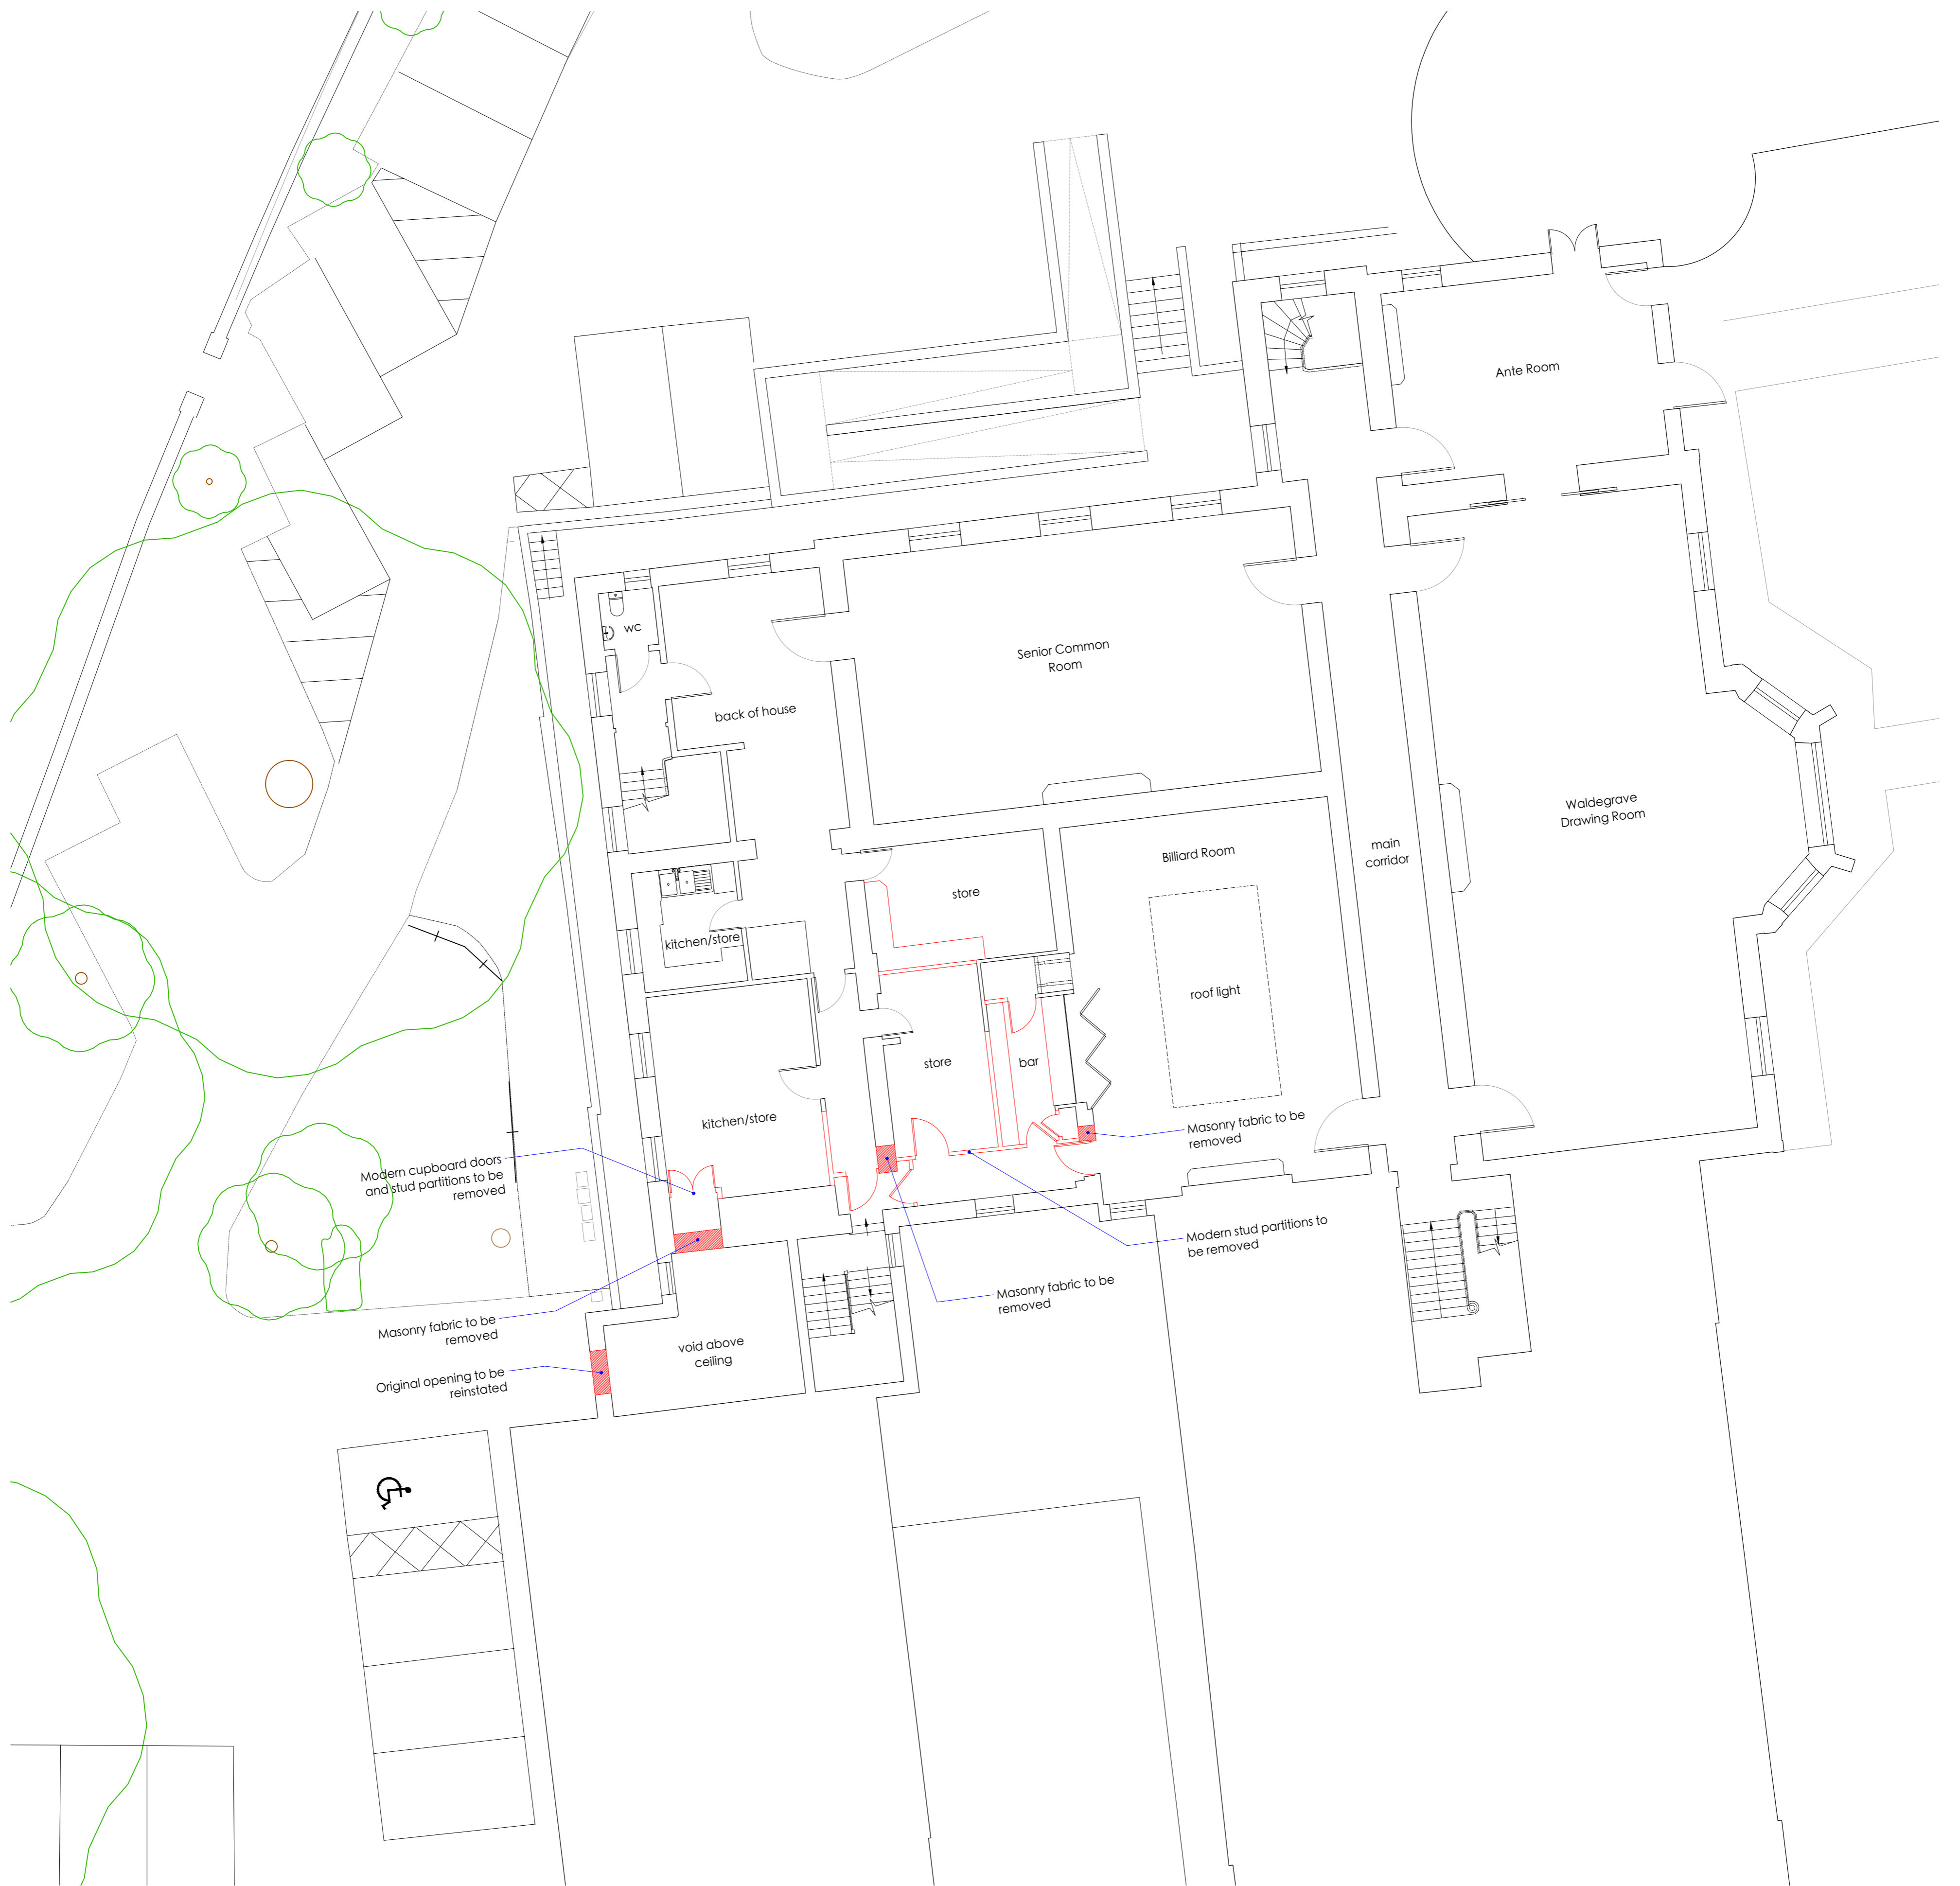 Ante Room
wc
Senior Common
Room
back of house
Waldegrave
Drawing Room
main
corridor
Billiard Room
store
kitchen/store
roof light
store
bar
kitchen/store
Masonry fabric to be
removed
Modern cupboard doors
and stud partitions to be
removed
Modern stud partitions to
be removed
Masonry fabric to be
removed
Masonry fabric to be
removed
void above
ceiling
Original opening to be
reinstated